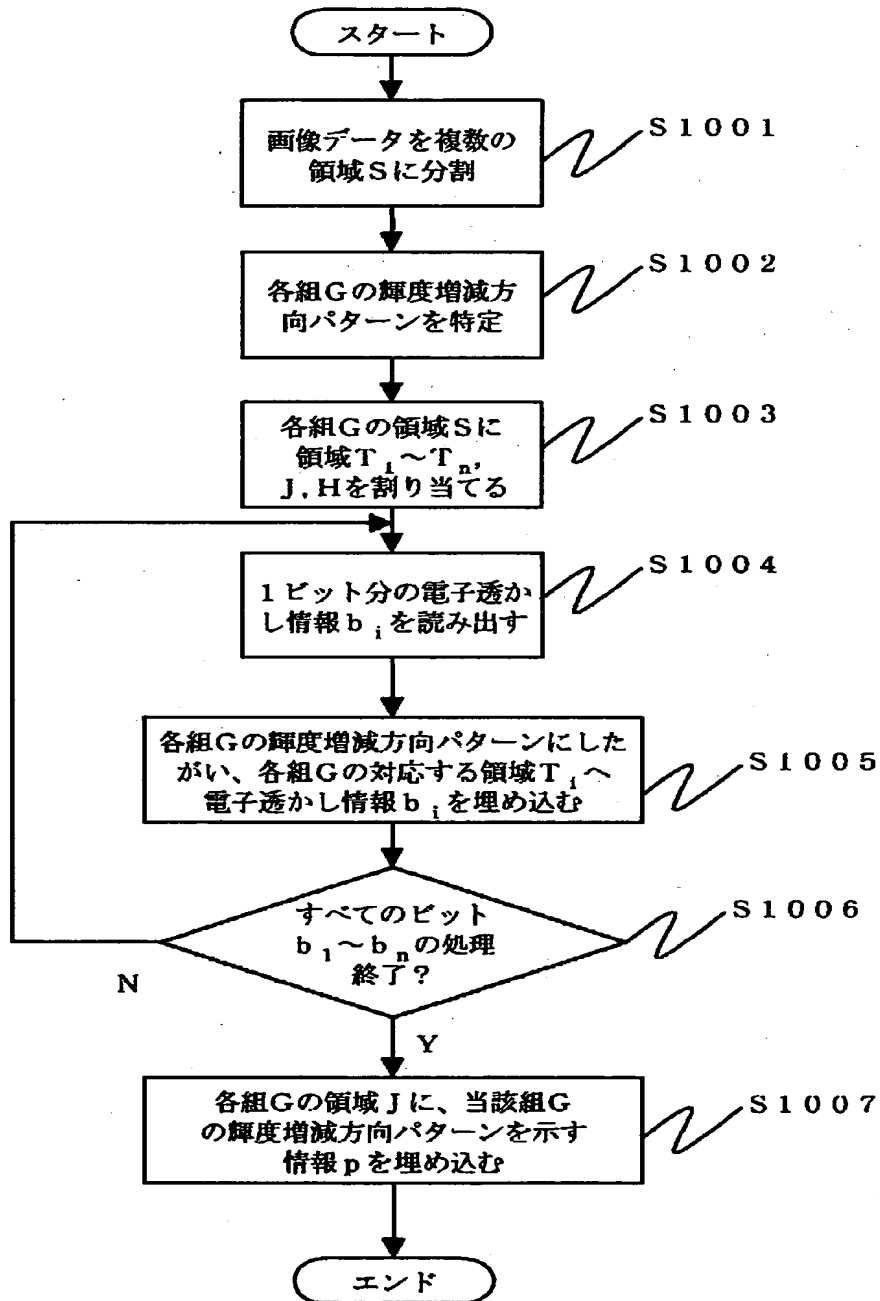 スタート
画像データを複数の
領域Sに分割
S1001
各組Gの輝度増減方
向パターンを特定
S1002
各組Gの領域Sに
領域T i ～T n,
J,Hを割り当てる
S1003
1ビット分の電子透か
し情報b i を読み出す
S1004
各組Gの輝度増減方向パターンにした
がい、各組Gの対応する領域T i へ
電子透かし情報b i を埋め込む
S1005
すべてのビット
b 1 ～b n の処理
終了?
S1006
N
Y
各組Gの領域Jに、当該組G
の輝度増減方向パターンを示す
情報pを埋め込む
S1007
エンド